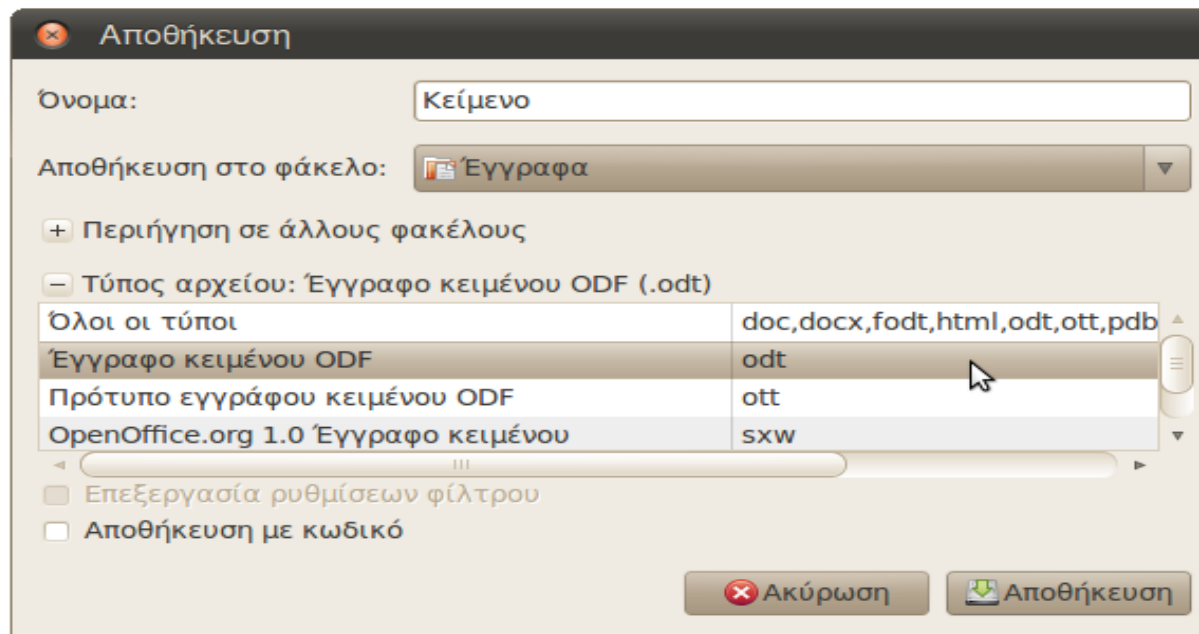 Αποθήκευση
Όνομα: Κείμενο
Αποθήκευση στο φάκελο: Έγγραφα
Περιήγηση σε άλλους φακέλους
Τύπος αρχείου: Έγγραφο κειμένου ODF (.odt)
Όλοι οι τύποι doc,docx,fodt,html,odt,ott,pdb
Έγγραφο κειμένου ODF odt
Πρότυπο εγγράφου κειμένου ODF ott
OpenOffice.org 1.0 Έγγραφο κειμένου sxw
Επεξεργασία ρυθμίσεων φίλτρου
Αποθήκευση με κωδικό
Ακύρωση Αποθήκευση